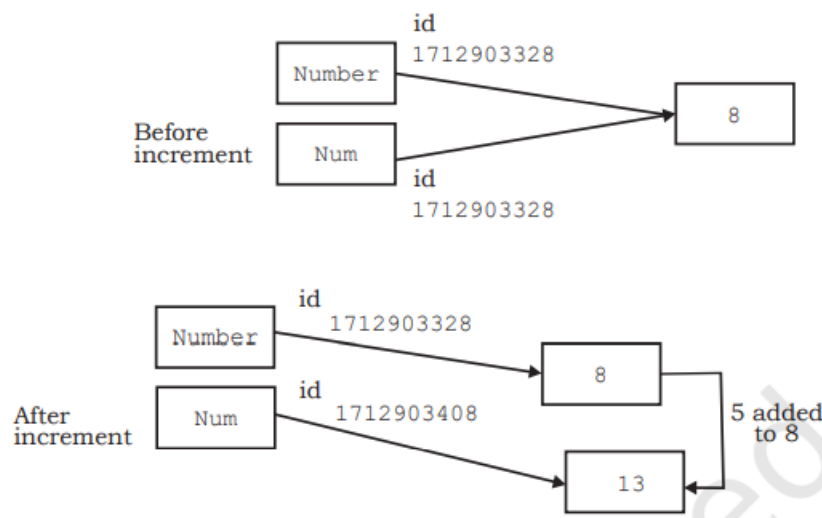 id
1712903328
Number
8
Before
increment
Num
id
1712903328
id
1712903328
Number
8
id
1712903408
After
increment
Num
5 added
to 8
13